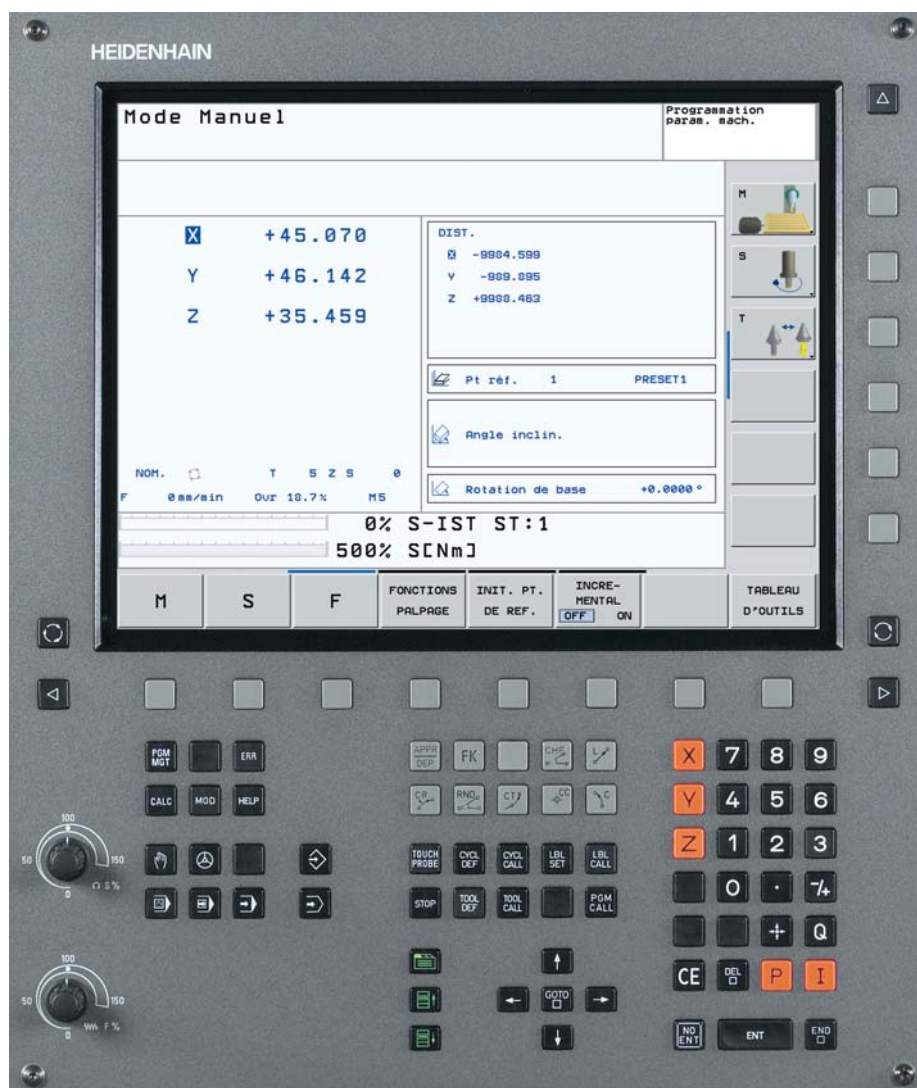 HEIDENHAIN
Mode Manuel
Programmation
param. mach.
X +45.070
Y +46.142
Z +35.459
DIST.
X -9984.599
Y -989.895
Z +9988.463
Pt réf. 1 PRESET1
Angle inclin.
Rotation de base +0.0000 °
NOM. T 5 Z S 0
F 0mm/min Ovr 18.7% M5
0% S-IST ST:1
500% S[Nm]
M
S
T
M S F
FONCTIONS
PALPAGE
INIT. PT.
DE REF.
INCRE-
MENTAL
OFF ON
TABLEAU
D'OUTILS
PGM
MGT
ERR
CALC MOD HELP
APPR
DEP
FK
CHF
L
CR
RND
CT
CC
C
TOUCH
PROBE
CYCL
DEF
CYCL
CALL
LBL
SET
LBL
CALL
STOP
TOOL
DEF
TOOL
CALL
PGM
CALL
GOTO
X 7 8 9
Y 4 5 6
Z 1 2 3
0 . -/+
Q
CE
DEL
P I
NO
ENT
ENT
END
100
50 150
0
S %
100
50 150
0
F %